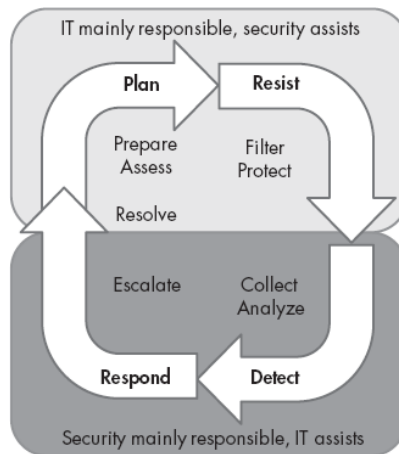 IT mainly responsible, security assists
Plan
Resist
Prepare
Assess
Filter
Protect
Resolve
Escalate
Collect
Analyze
Respond
Detect
Security mainly responsible, IT assists